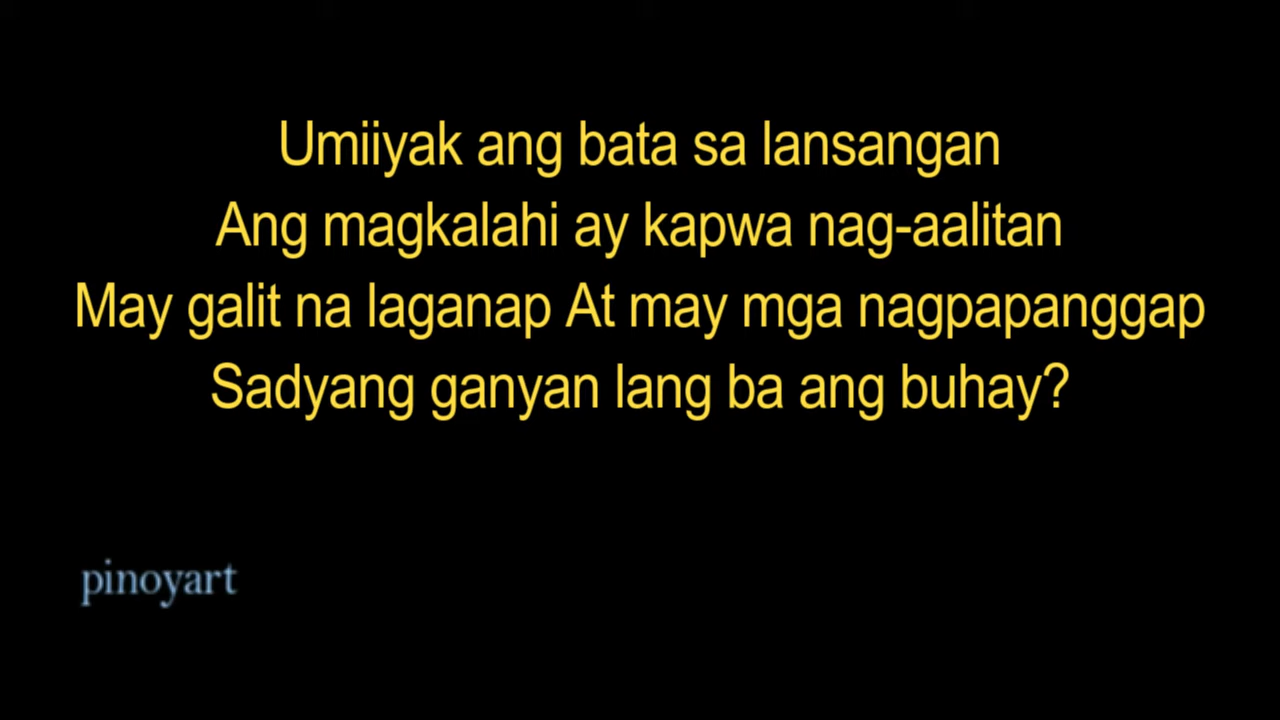 Umiiyak ang bata sa lansangan
Ang magkalahi ay kapwa nag-aalitan
May galit na laganap At may mga nagpapanggap
Sadyang ganyan lang ba ang buhay?
pinoyart